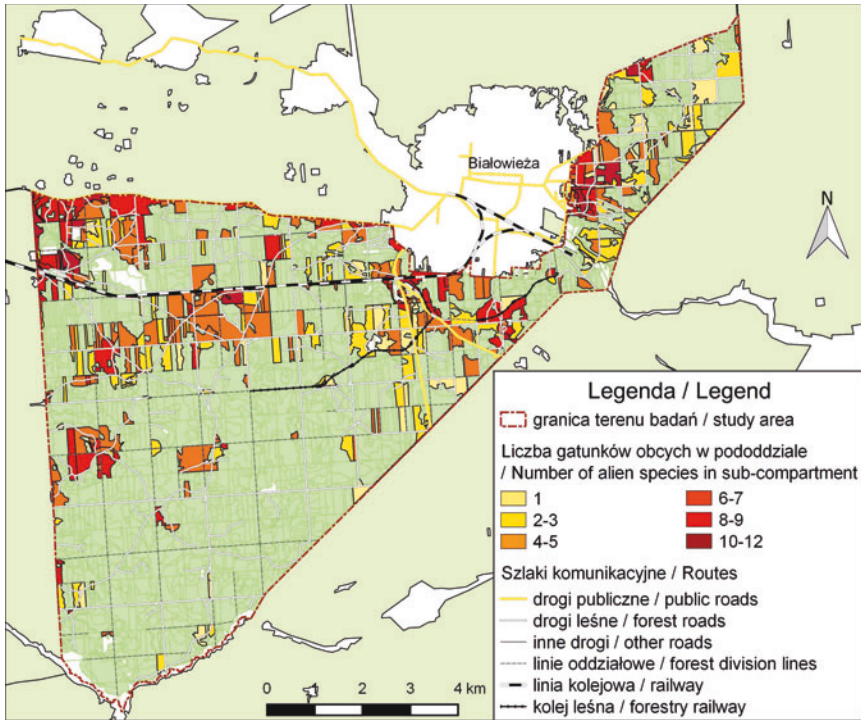 Białowieża
N
Legenda / Legend
granica terenu badań / study area
Liczba gatunków obcych w pododdziale
/ Number of alien species in sub-compartment
1
6-7
2-3
8-9
4-5
10-12
Szlaki komunikacyjne / Routes
drogi publiczne / public roads
drogi leśne / forest roads
inne drogi / other roads
linie oddziałowe / forest division lines
linia kolejowa / railway
kolej leśna / forestry railway
0 1 2 3 4 km